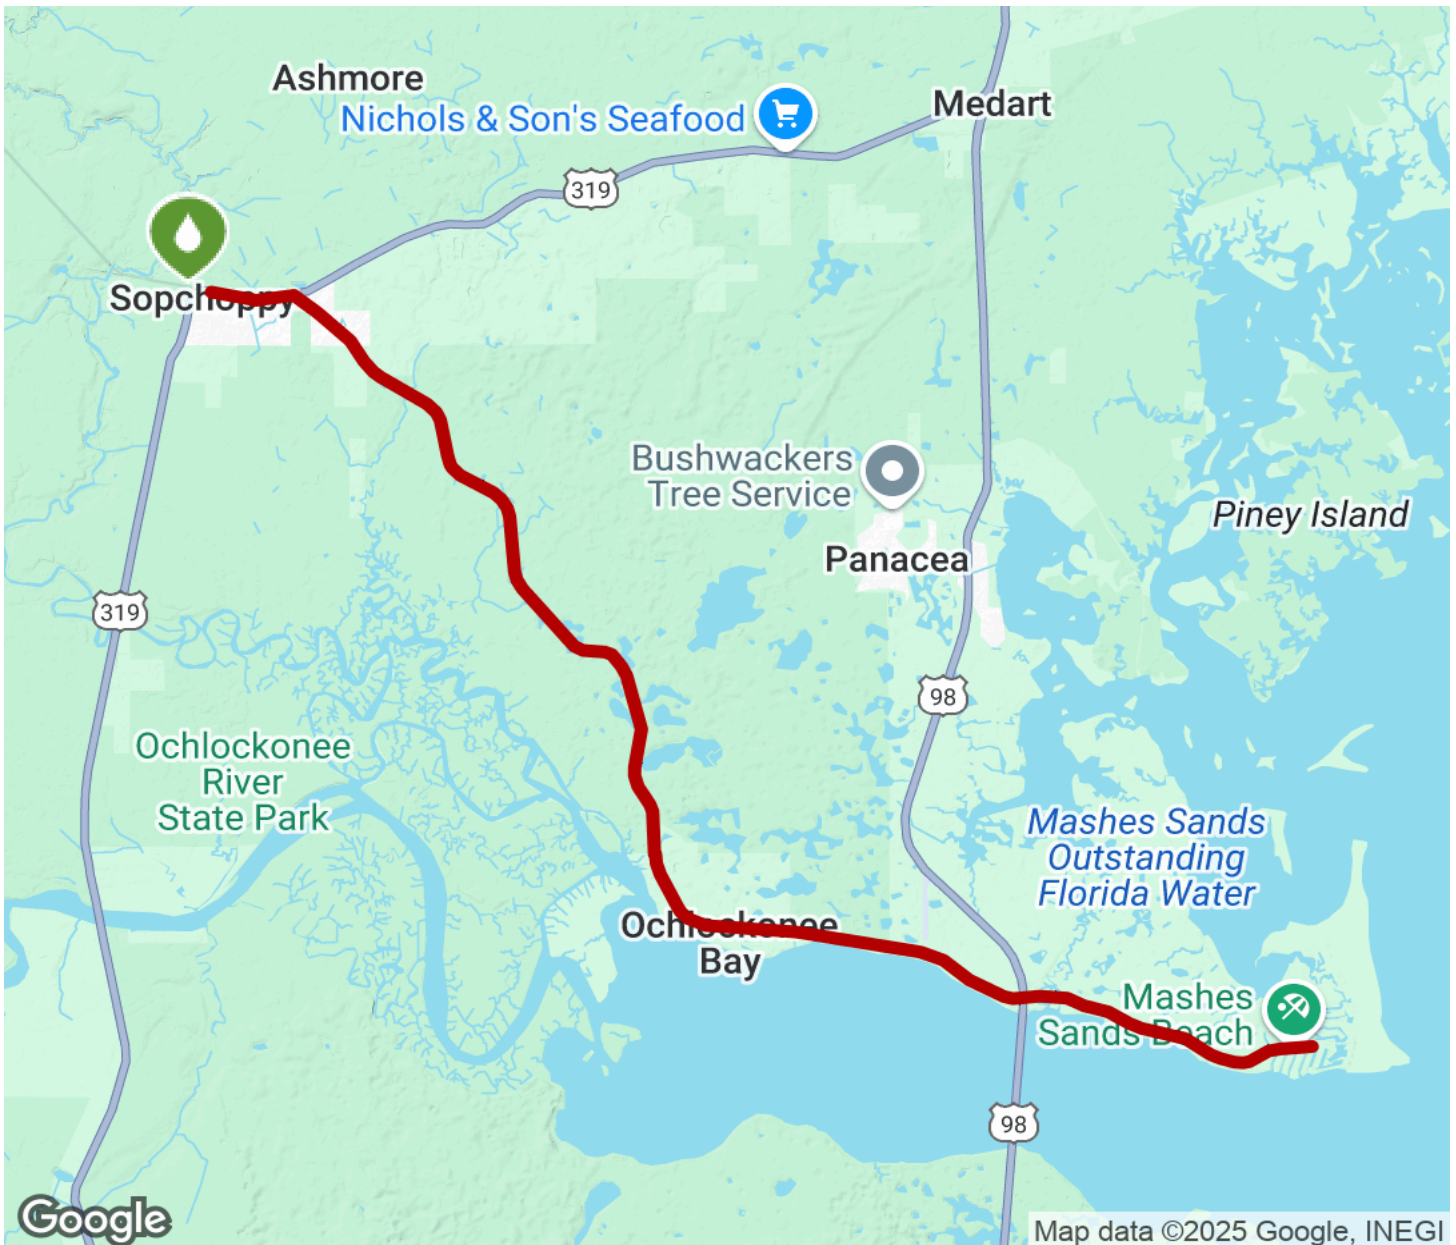 Ashmore
Nichols & Son's Seafood
Medart
319
Sopchoppy
Bushwackers
Tree Service
Piney Island
Panacea
319
98
Ochlockonee
River
State Park
Mashes Sands
Outstanding
Florida Water
Ochlockonee
Bay
Mashes
Sands Beach
98
Google
Map data ©2025 Google, INEGI